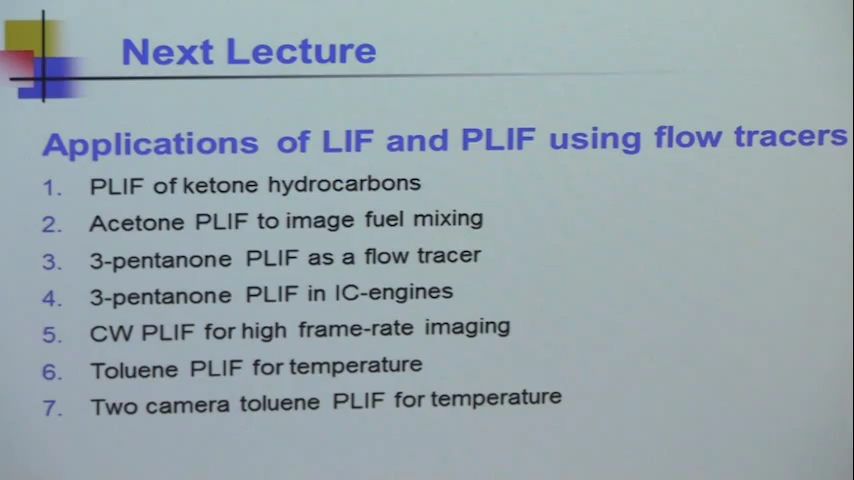 Next Lecture
Applications of LIF and PLIF using flow tracers
1. PLIF of ketone hydrocarbons
2. Acetone PLIF to image fuel mixing
3. 3-pentanone PLIF as a flow tracer
4. 3-pentanone PLIF in IC-engines
5. CW PLIF for high frame-rate imaging
6. Toluene PLIF for temperature
7. Two camera toluene PLIF for temperature